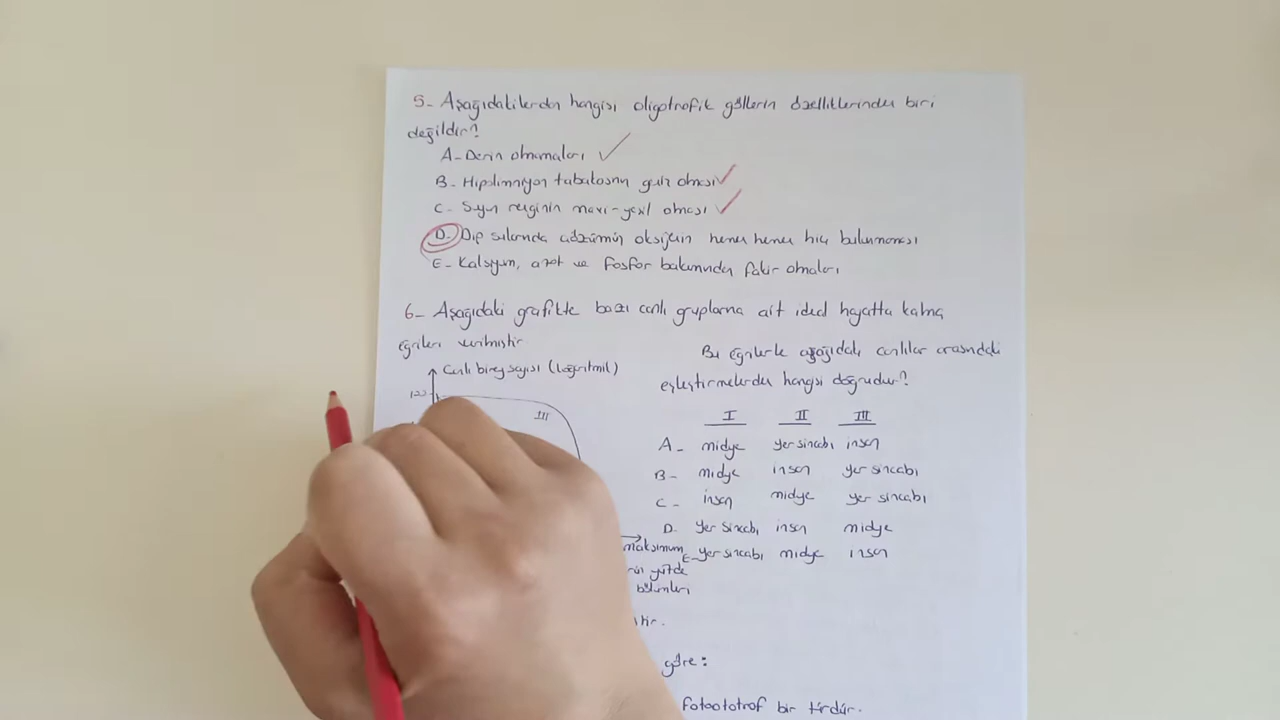 5- Aşağıdakilerden hangisi oligotrofik göllerin özelliklerinden biri
değildir?
A- Derin olmamaları
B- Hipolimniyon tabakasının geniş olması
C- Suyun renginin mavi-yeşil olması
D. Dip sularında çözünmüş oksijenin hemen hemen hiç bulunmaması
E- Kalsiyum, azot ve fosfor bakımından fakir olmaları
6- Aşağıdaki grafikte bazı canlı gruplarına ait ideal hayatta kalma
eğrileri verilmiştir
Canlı birey sayısı (Logaritmik)
100
III
Bu eğrilerle aşağıdaki canlılar arasındaki
eşleştirmelerden hangisi doğrudur?
I II III
A- midye yer sincabı insan
B- midye insan yer sincabı
C- insan midye yer sincabı
D. yer sincabı insan midye
E- yer sincabı midye insan
maksimum
yüzde
bölümleri
göre:
fotoototrof bir türdür.